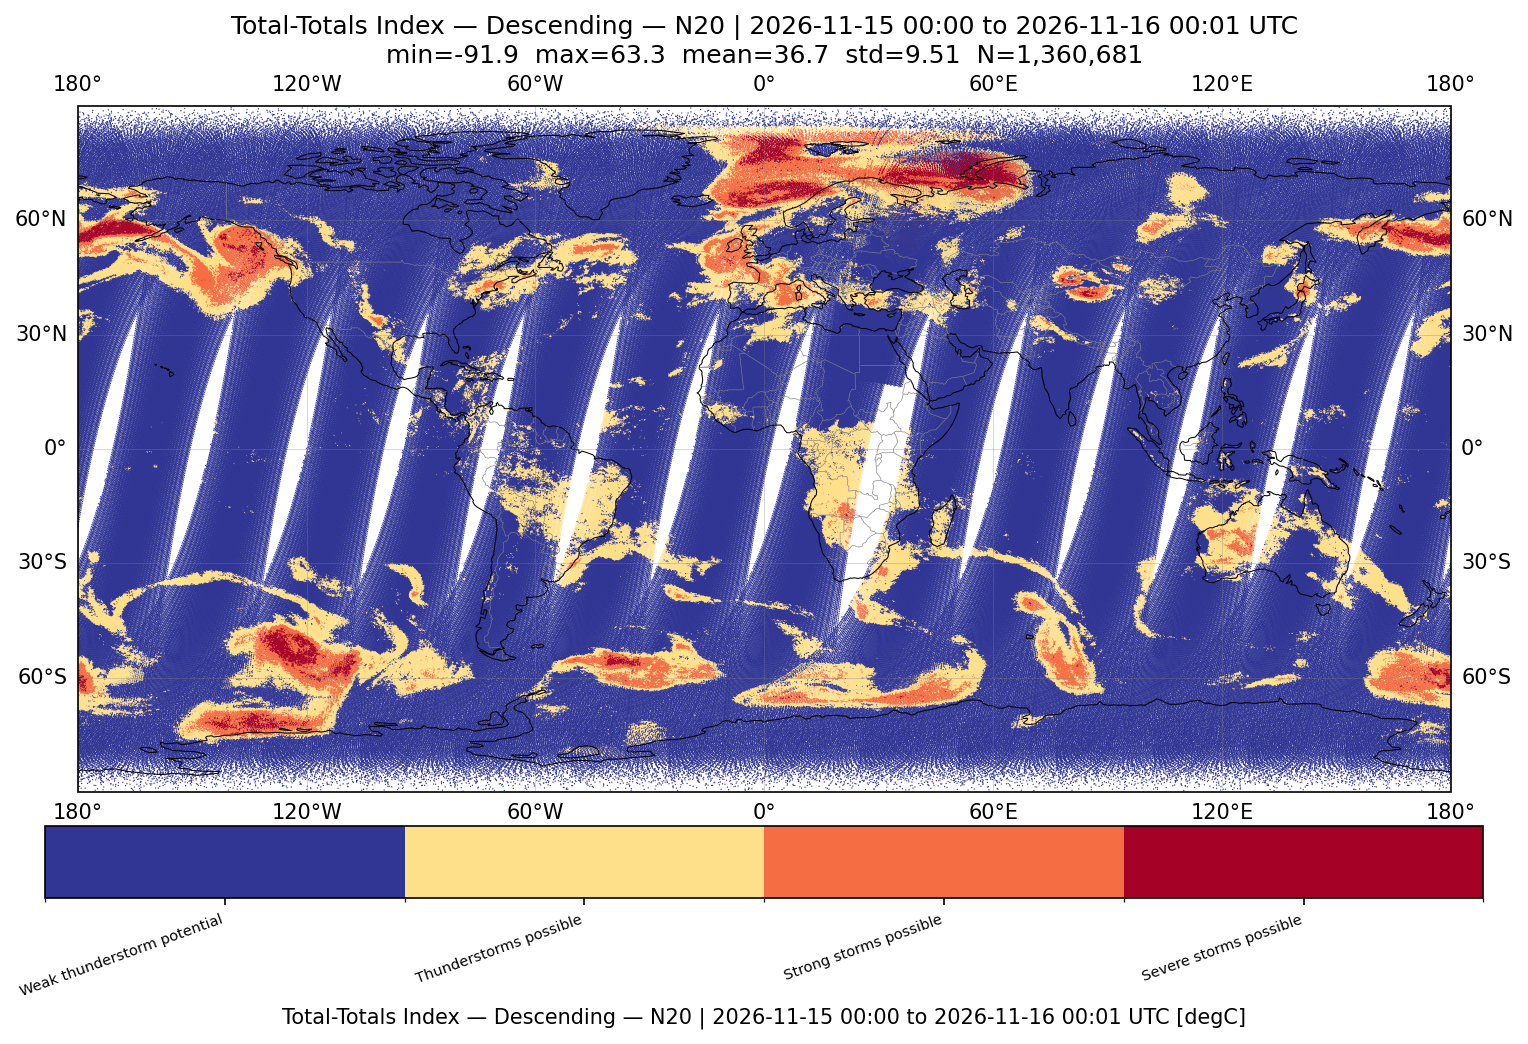 Total-Totals Index — Descending — N20 | 2026-11-15 00:00 to 2026-11-16 00:01 UTC
min=-91.9 max=63.3 mean=36.7 std=9.51 N=1,360,681
180° 120°W 60°W 0° 60°E 120°E 180°
60°N 60°N
30°N 30°N
0° 0°
30°S 30°S
60°S 60°S
180° 120°W 60°W 0° 60°E 120°E 180°
Weak thunderstorm potential Thunderstorms possible Strong storms possible Severe storms possible
Total-Totals Index — Descending — N20 | 2026-11-15 00:00 to 2026-11-16 00:01 UTC [degC]